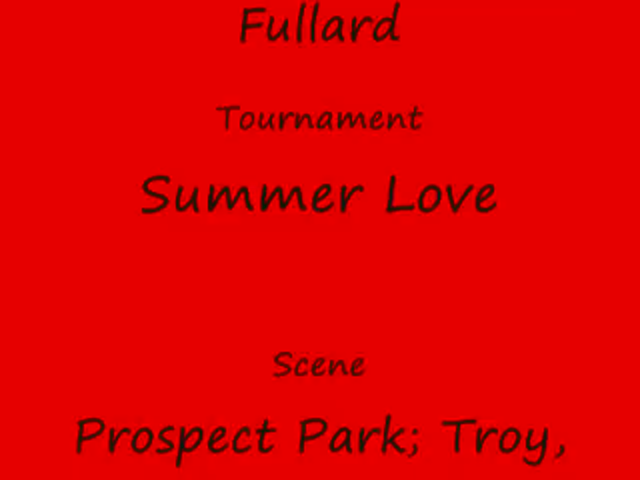 Fullard
Tournament
Summer Love
Scene
Prospect Park; Troy,